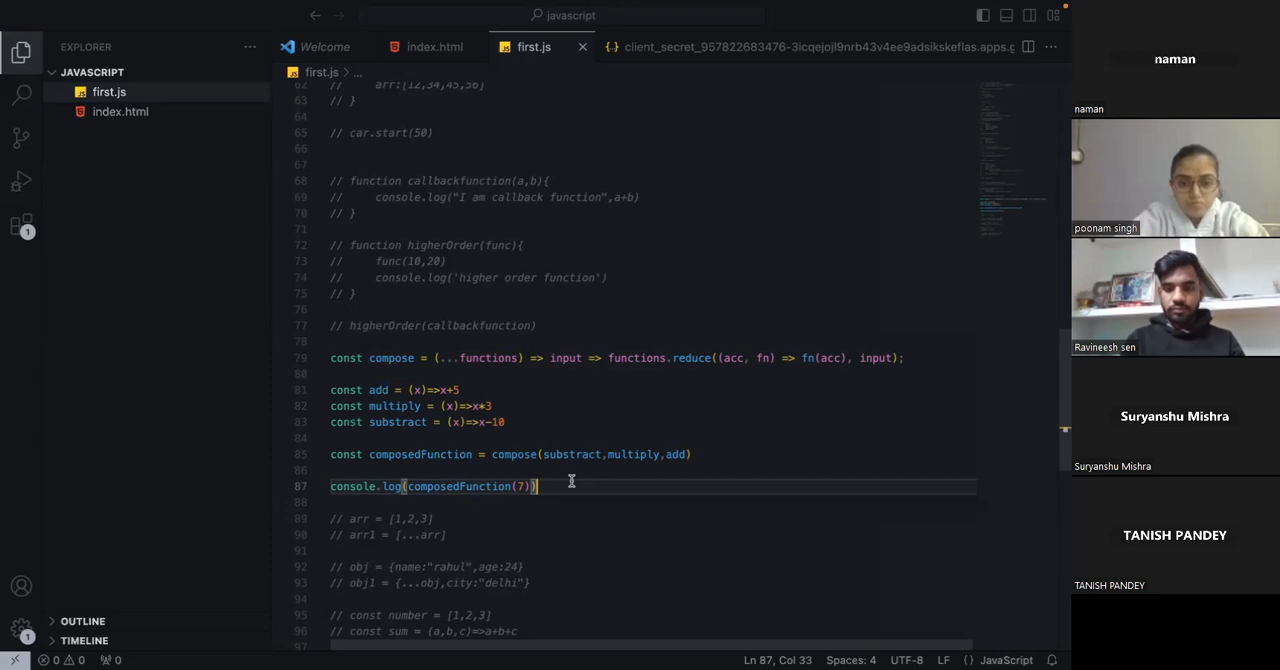 javascript
EXPLORER
Welcome
index.html
first.js
client_secret_957822683476-3icqejojl9nrb43v4ee9adsikskeflas.apps.g
JAVASCRIPT
first.js
index.html
first.js > ...
62 // arr:[12,34,45,56]
63 // }
64
65 // car.start(50)
66
67
68 // function callbackfunction(a,b){
69 // console.log("I am callback function",a+b)
70 // }
71
72 // function higherOrder(func){
73 // func(10,20)
74 // console.log('higher order function')
75 // }
76
77 // higherOrder(callbackfunction)
78
79 const compose = (...functions) => input => functions.reduce((acc, fn) => fn(acc), input);
80
81 const add = (x)=>x+5
82 const multiply = (x)=>x*3
83 const substract = (x)=>x-10
84
85 const composedFunction = compose(substract,multiply,add)
86
87 console.log(composedFunction(7))
88
89 // arr = [1,2,3]
90 // arr1 = [...arr]
91
92 // obj = {name:"rahul",age:24}
93 // obj1 = {...obj,city:"delhi"}
94
95 // const number = [1,2,3]
96 // const sum = (a,b,c)=>a+b+c
97
OUTLINE
TIMELINE
1
1
0 0 0
Ln 87, Col 33
Spaces: 4
UTF-8
LF
JavaScript
naman
naman
poonam singh
Ravineesh sen
Suryanshu Mishra
Suryanshu Mishra
TANISH PANDEY
TANISH PANDEY